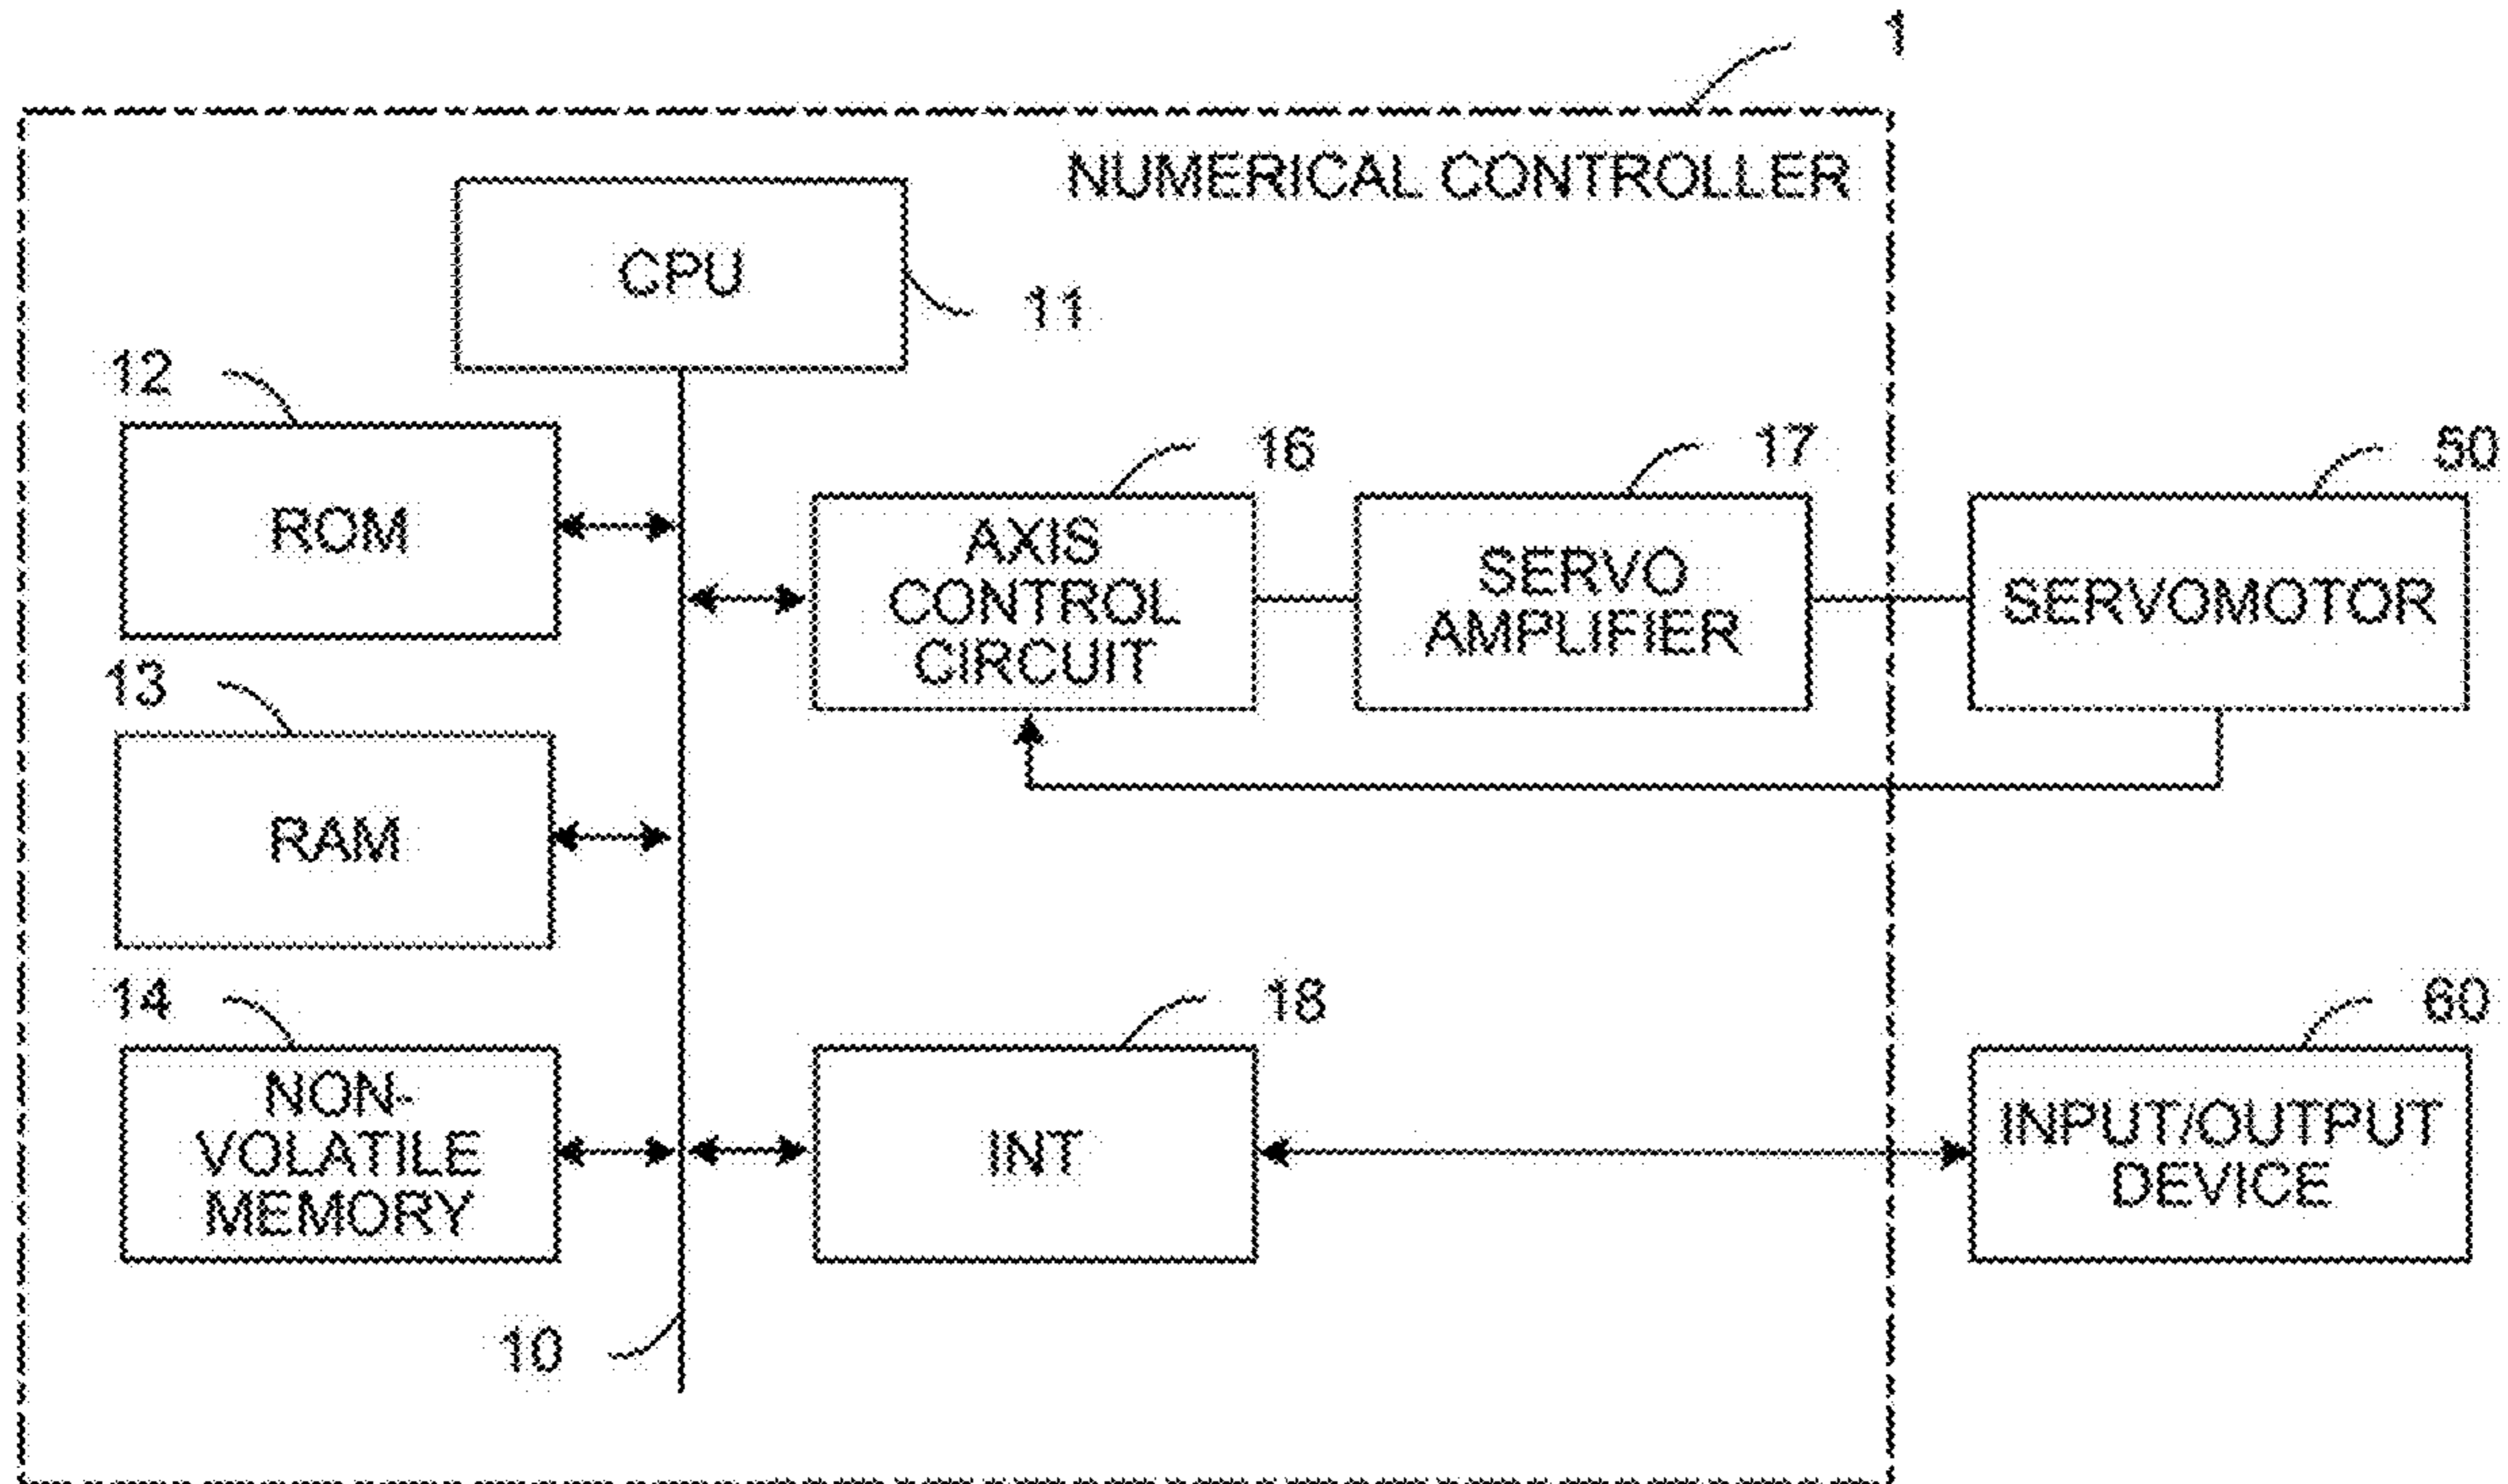 1
NUMERICAL CONTROLLER
CPU
11
12
ROM
16
AXIS
CONTROL
CIRCUIT
17
SERVO
AMPLIFIER
50
SERVOMOTOR
13
RAM
14
NON-
VOLATILE
MEMORY
18
INT
60
INPUT/OUTPUT
DEVICE
10